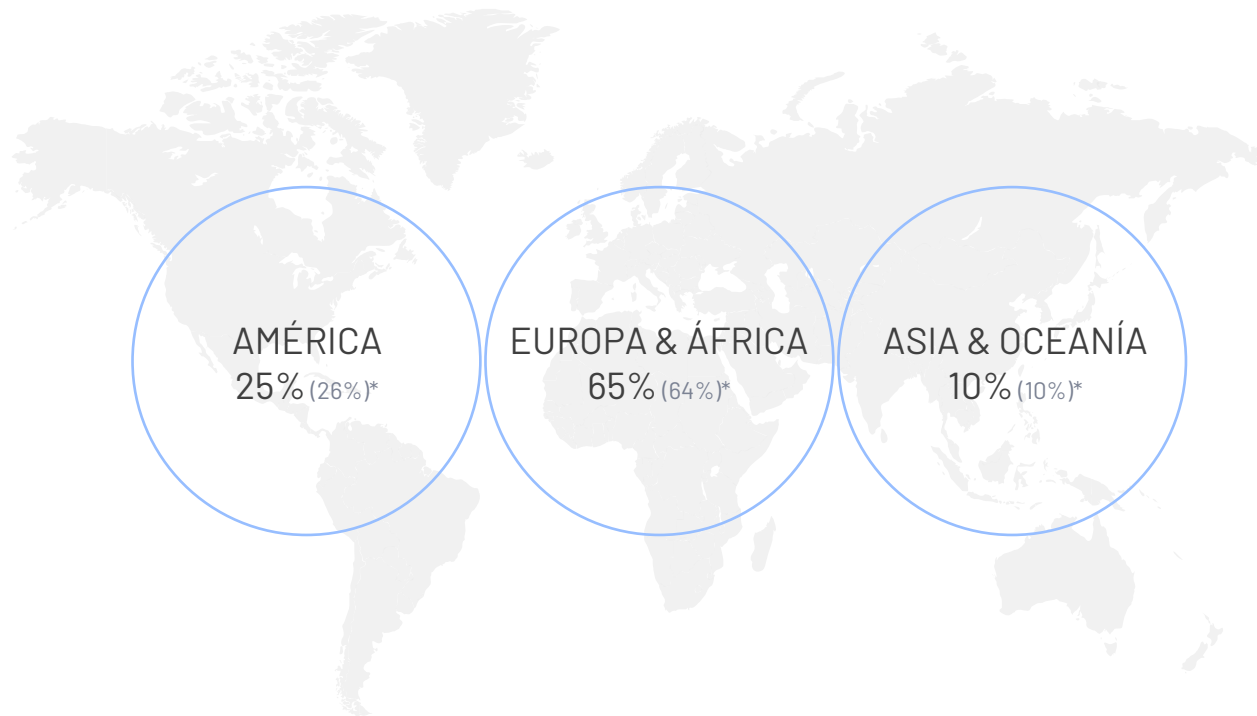 AMÉRICA
25% (26%)*
EUROPA & ÁFRICA
65% (64%)*
ASIA & OCEANÍA
10% (10%)*